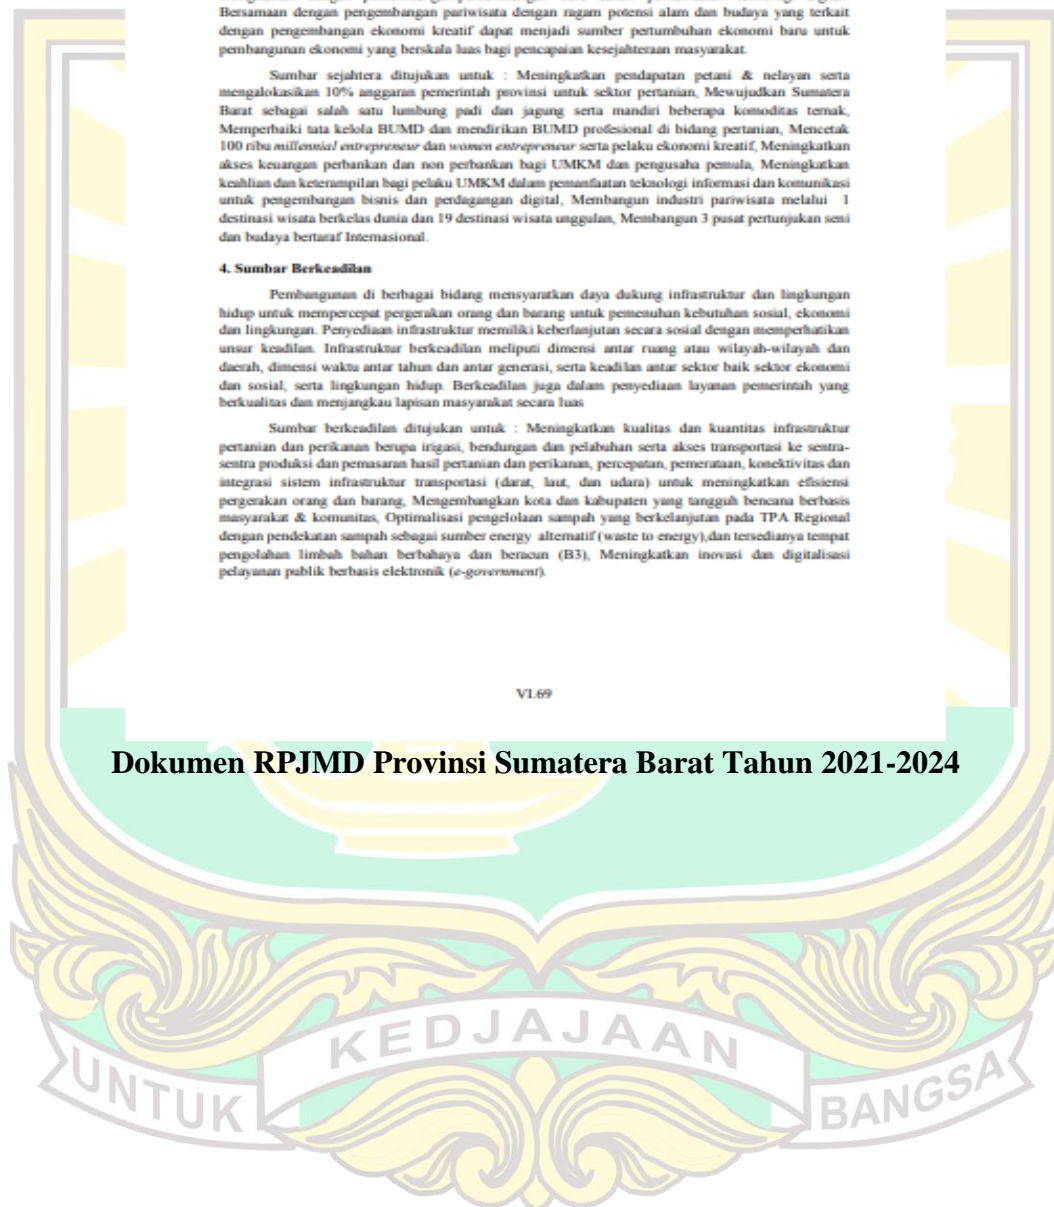 Bersamaan dengan pengembangan pariwisata dengan ragam potensi alam dan budaya yang terkait
dengan pengembangan ekonomi kreatif dapat menjadi sumber pertumbuhan ekonomi baru untuk
pembangunan ekonomi yang berskala luas bagi pencapaian kesejahteraan masyarakat.
Sumbar sejahtera ditujukan untuk : Meningkatkan pendapatan petani & nelayan serta
mengalokasikan 10% anggaran pemerintah provinsi untuk sektor pertanian, Mewujudkan Sumatera
Barat sebagai salah satu lumbung padi dan jagung serta mandiri beberapa komoditas ternak,
Memperbaiki tata kelola BUMD dan mendirikan BUMD profesional di bidang pertanian, Mencetak
100 ribu millennial entrepreneur dan women entrepreneur serta pelaku ekonomi kreatif, Meningkatkan
akses keuangan perbankan dan non perbankan bagi UMKM dan pengusaha pemula, Meningkatkan
keahlian dan keterampilan bagi pelaku UMKM dalam pemanfaatan teknologi informasi dan komunikasi
untuk pengembangan bisnis dan perdagangan digital, Membangun industri pariwisata melalui 1
destinasi wisata berkelas dunia dan 19 destinasi wisata unggulan, Membangun 3 pusat pertunjukan seni
dan budaya bertaraf Internasional.
4. Sumbar Berkeadilan
Pembangunan di berbagai bidang mensyaratkan daya dukung infrastruktur dan lingkungan
hidup untuk mempercepat pergerakan orang dan barang untuk pemenuhan kebutuhan sosial, ekonomi
dan lingkungan. Penyediaan infrastruktur memiliki keberlanjutan secara sosial dengan memperhatikan
unsur keadilan. Infrastruktur berkeadilan meliputi dimensi antar ruang atau wilayah-wilayah dan
daerah, dimensi waktu antar tahun dan antar generasi, serta keadilan antar sektor baik sektor ekonomi
dan sosial, serta lingkungan hidup. Berkeadilan juga dalam penyediaan layanan pemerintah yang
berkualitas dan menjangkau lapisan masyarakat secara luas
Sumbar berkeadilan ditujukan untuk : Meningkatkan kualitas dan kuantitas infrastruktur
pertanian dan perikanan berupa irigasi, bendungan dan pelabuhan serta akses transportasi ke sentra-
sentra produksi dan pemasaran hasil pertanian dan perikanan, percepatan, pemerataan, konektivitas dan
integrasi sistem infrastruktur transportasi (darat, laut, dan udara) untuk meningkatkan efisiensi
pergerakan orang dan barang, Mengembangkan kota dan kabupaten yang tangguh bencana berbasis
masyarakat & komunitas, Optimalisasi pengelolaan sampah yang berkelanjutan pada TPA Regional
dengan pendekatan sampah sebagai sumber energy alternatif (waste to energy),dan tersedianya tempat
pengolahan limbah bahan berbahaya dan beracun (B3), Meningkatkan inovasi dan digitalisasi
pelayanan publik berbasis elektronik (e-government).
VI.69
Dokumen RPJMD Provinsi Sumatera Barat Tahun 2021-2024
UNTUK KEDJAJAAN BANGSA